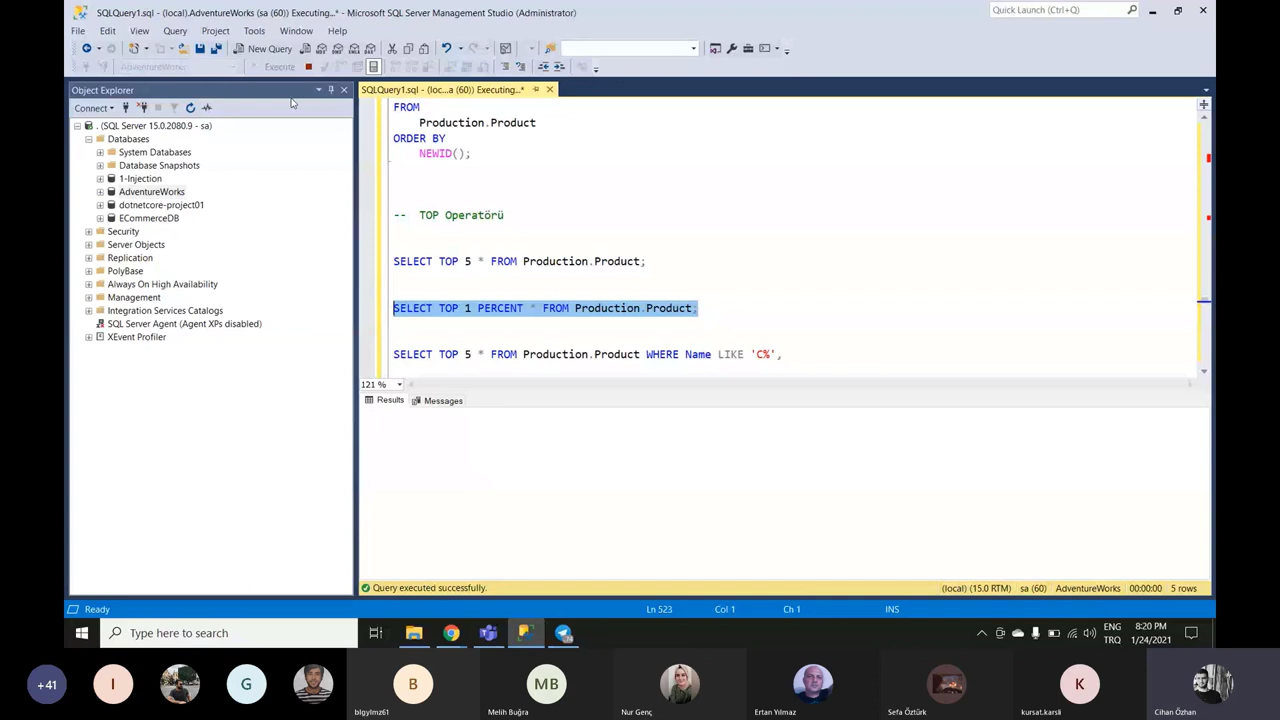 SQLQuery1.sql - (local).AdventureWorks (sa (60)) Executing...* - Microsoft SQL Server Management Studio (Administrator)
Quick Launch (Ctrl+Q)
File Edit View Query Project Tools Window Help
New Query
AdventureWorks Execute
Object Explorer
SQLQuery1.sql - (loc...a (60)) Executing...*
Connect
. (SQL Server 15.0.2080.9 - sa)
Databases
System Databases
Database Snapshots
1-Injection
AdventureWorks
dotnetcore-project01
ECommerceDB
Security
Server Objects
Replication
PolyBase
Always On High Availability
Management
Integration Services Catalogs
SQL Server Agent (Agent XPs disabled)
XEvent Profiler
FROM
Production.Product
ORDER BY
NEWID();
-- TOP Operatörü
SELECT TOP 5 * FROM Production.Product;
SELECT TOP 1 PERCENT * FROM Production.Product;
SELECT TOP 5 * FROM Production.Product WHERE Name LIKE 'C%',
121 %
Results Messages
Query executed successfully.
(local) (15.0 RTM) sa (60) AdventureWorks 00:00:00 5 rows
Ready
Ln 523 Col 1 Ch 1 INS
Type here to search
ENG 8:20 PM
TRQ 1/24/2021
+41 I G B MB K
blgylmz61 Melih Buğra Nur Genç Ertan Yılmaz Sefa Öztürk kursat.karsli Cihan Özhan